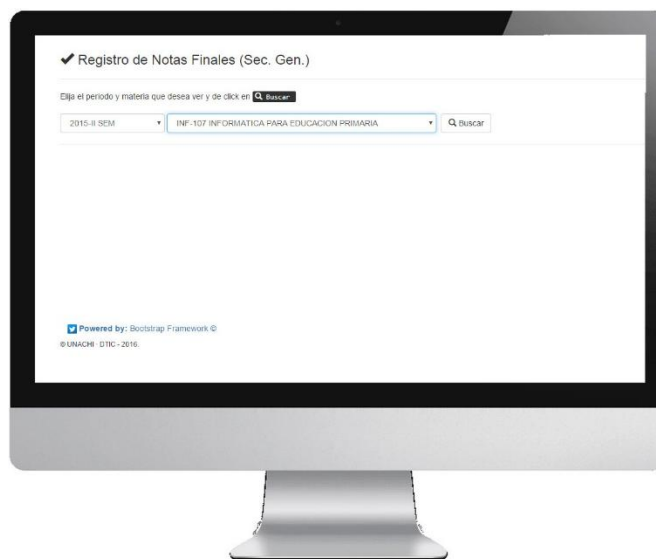 Registro de Notas Finales (Sec. Gen.)
Elija el periodo y materia que desea ver y de click en Buscar
2015-II SEM INF-107 INFORMATICA PARA EDUCACION PRIMARIA Buscar
Powered by: Bootstrap Framework ©
© UNACHI - DTIC - 2016.